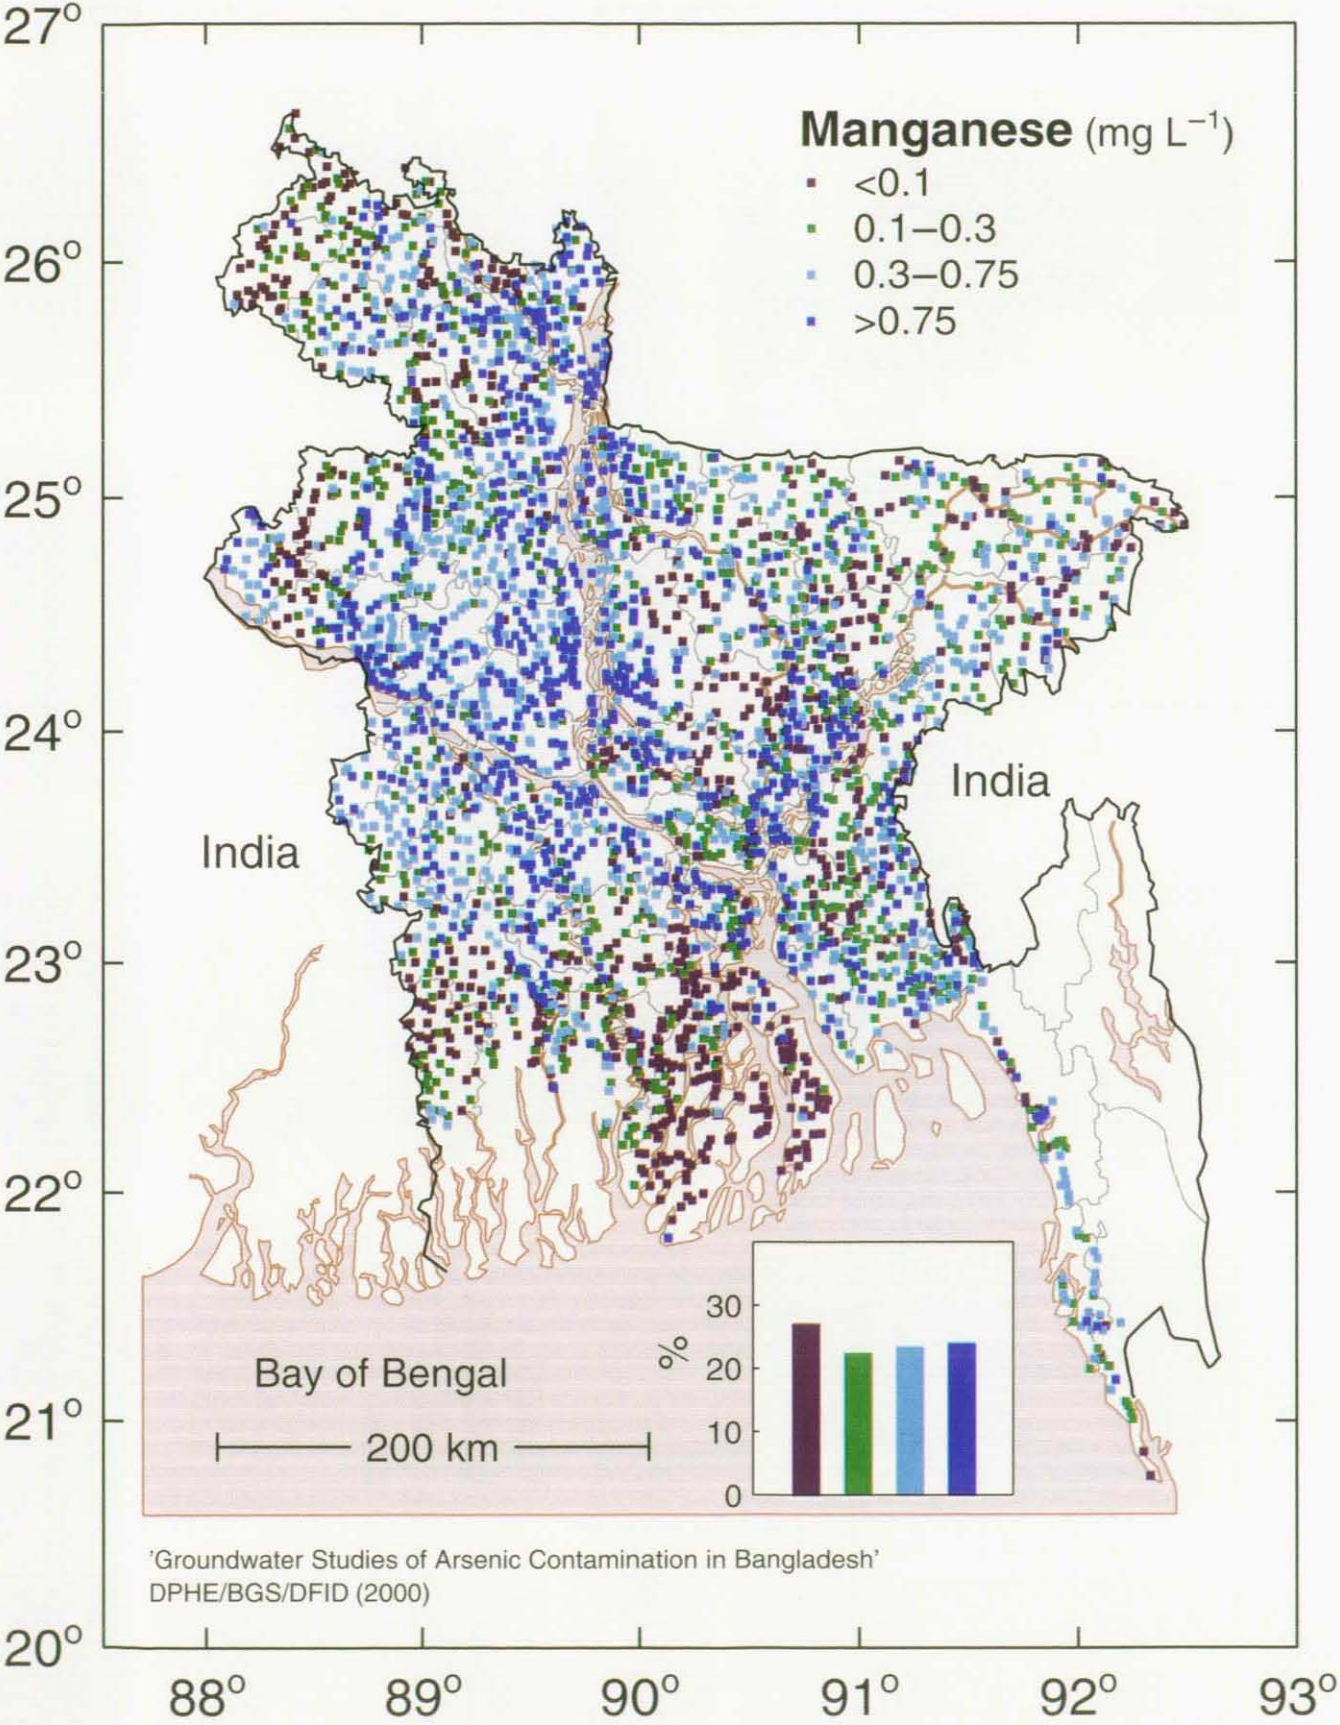 27°
Manganese (mg L⁻¹)
<0.1
0.1–0.3
0.3–0.75
>0.75
26°
25°
24°
India
India
23°
22°
30
20
10
0
%
Bay of Bengal
200 km
21°
'Groundwater Studies of Arsenic Contamination in Bangladesh'
DPHE/BGS/DFID (2000)
20°
88° 89° 90° 91° 92° 93°